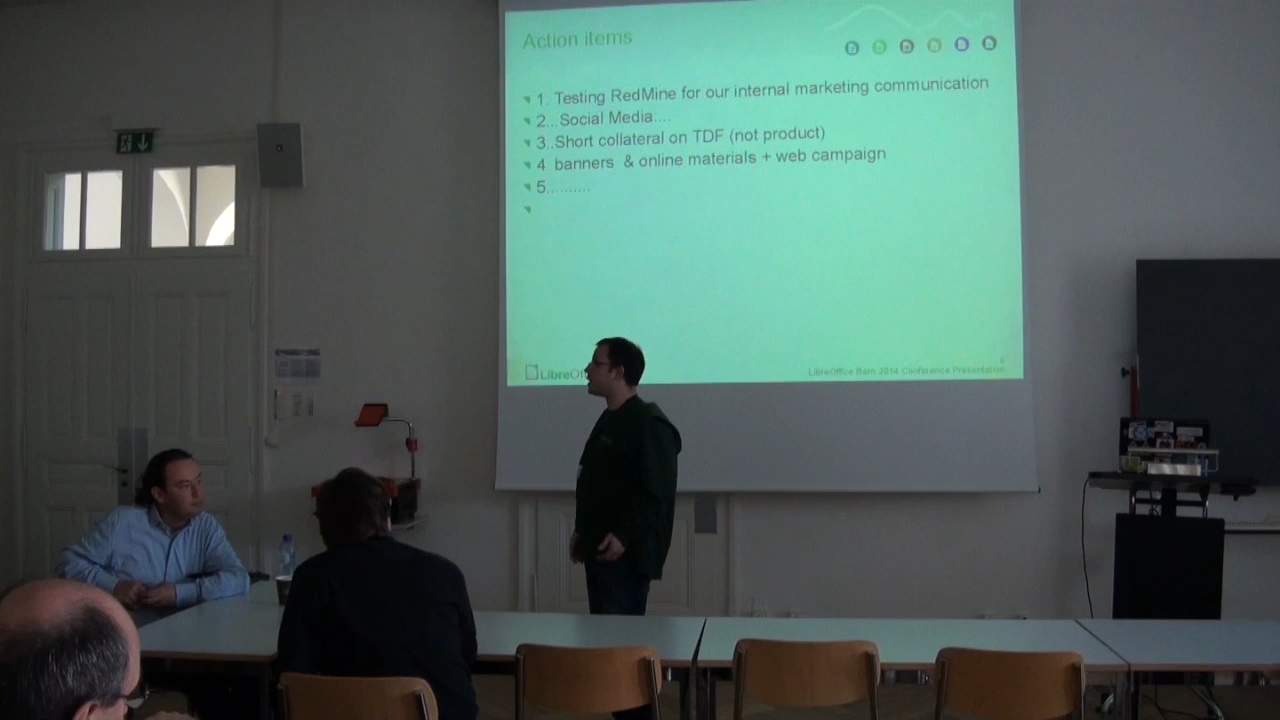 Action items
1. Testing RedMine for our internal marketing communication
2...Social Media....
3..Short collateral on TDF (not product)
4 banners & online materials + web campaign
5..........
LibreOf
LibreOffice Bern 2014 Conference Presentation